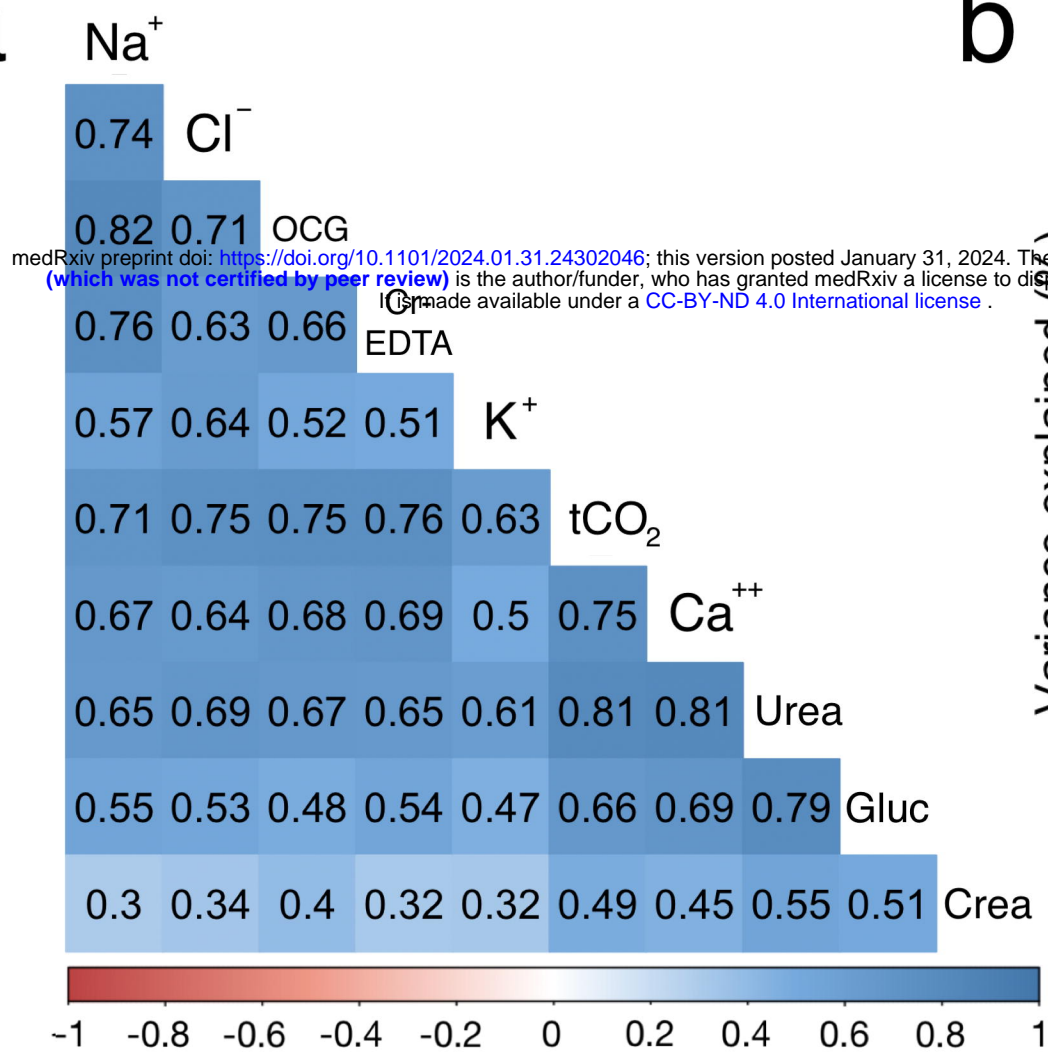 b
Na⁺
0.74 Cl⁻
0.82 0.71 OCG
medRxiv preprint doi: https://doi.org/10.1101/2024.01.31.24302046; this version posted January 31, 2024. The
(which was not certified by peer review) is the author/funder, who has granted medRxiv a license to
It is made available under a CC-BY-ND 4.0 International license .
Cr-
0.76 0.63 0.66 EDTA
0.57 0.64 0.52 0.51 K⁺
0.71 0.75 0.75 0.76 0.63 tCO₂
0.67 0.64 0.68 0.69 0.5 0.75 Ca⁺⁺
0.65 0.69 0.67 0.65 0.61 0.81 0.81 Urea
0.55 0.53 0.48 0.54 0.47 0.66 0.69 0.79 Gluc
0.3 0.34 0.4 0.32 0.32 0.49 0.45 0.55 0.51 Crea
-1 -0.8 -0.6 -0.4 -0.2 0 0.2 0.4 0.6 0.8 1